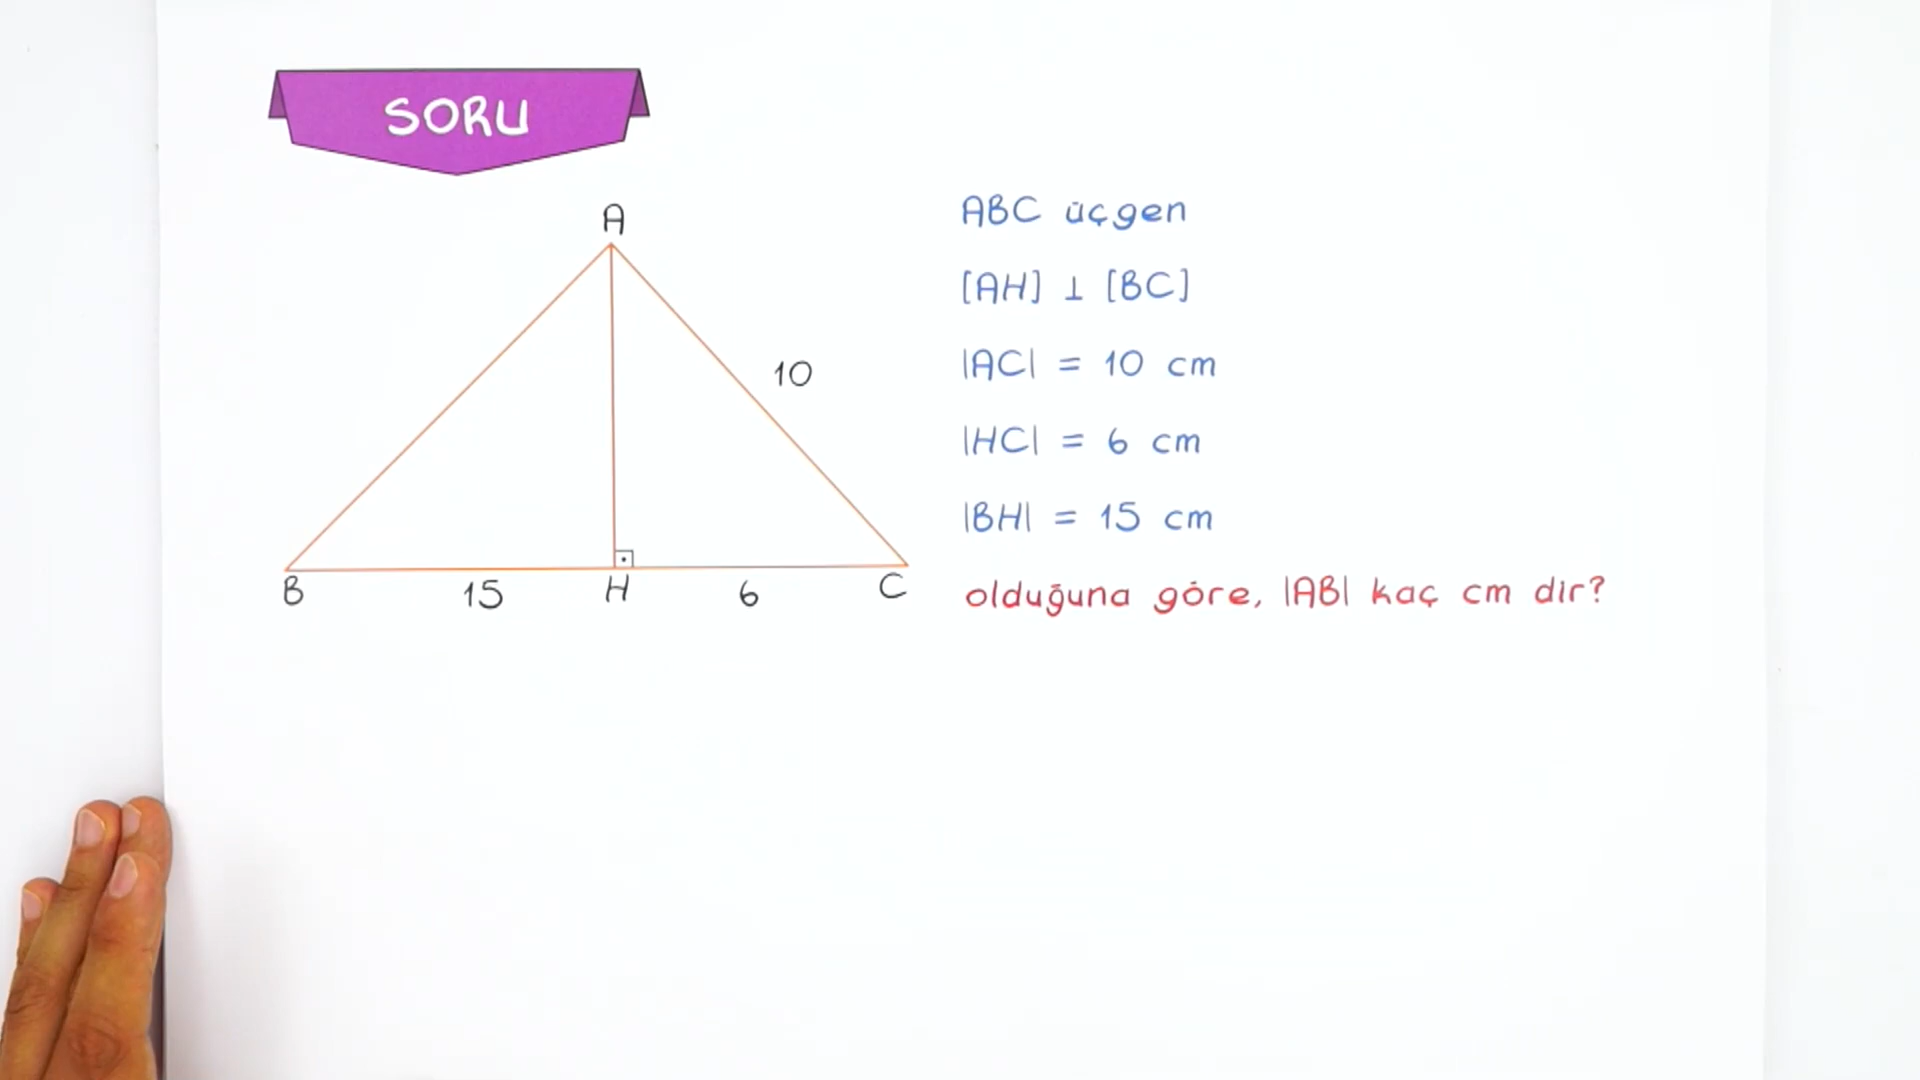 SORU
A
10
B
15
H
6
C
ABC üçgen
[AH] ⊥ [BC]
|AC| = 10 cm
|HC| = 6 cm
|BH| = 15 cm
olduğuna göre, |AB| kaç cm dir?